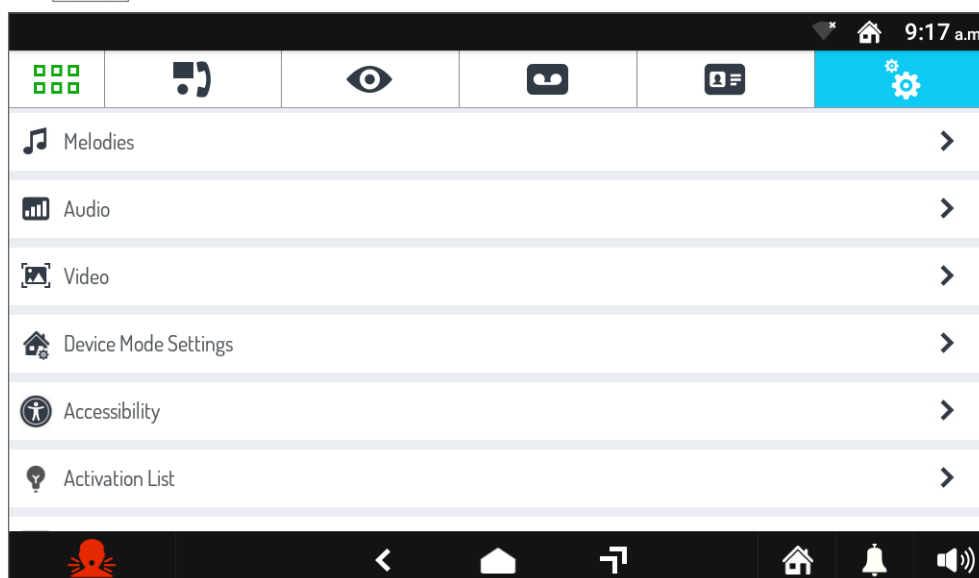 9:17 a.m
Melodies
Audio
Video
Device Mode Settings
Accessibility
Activation List